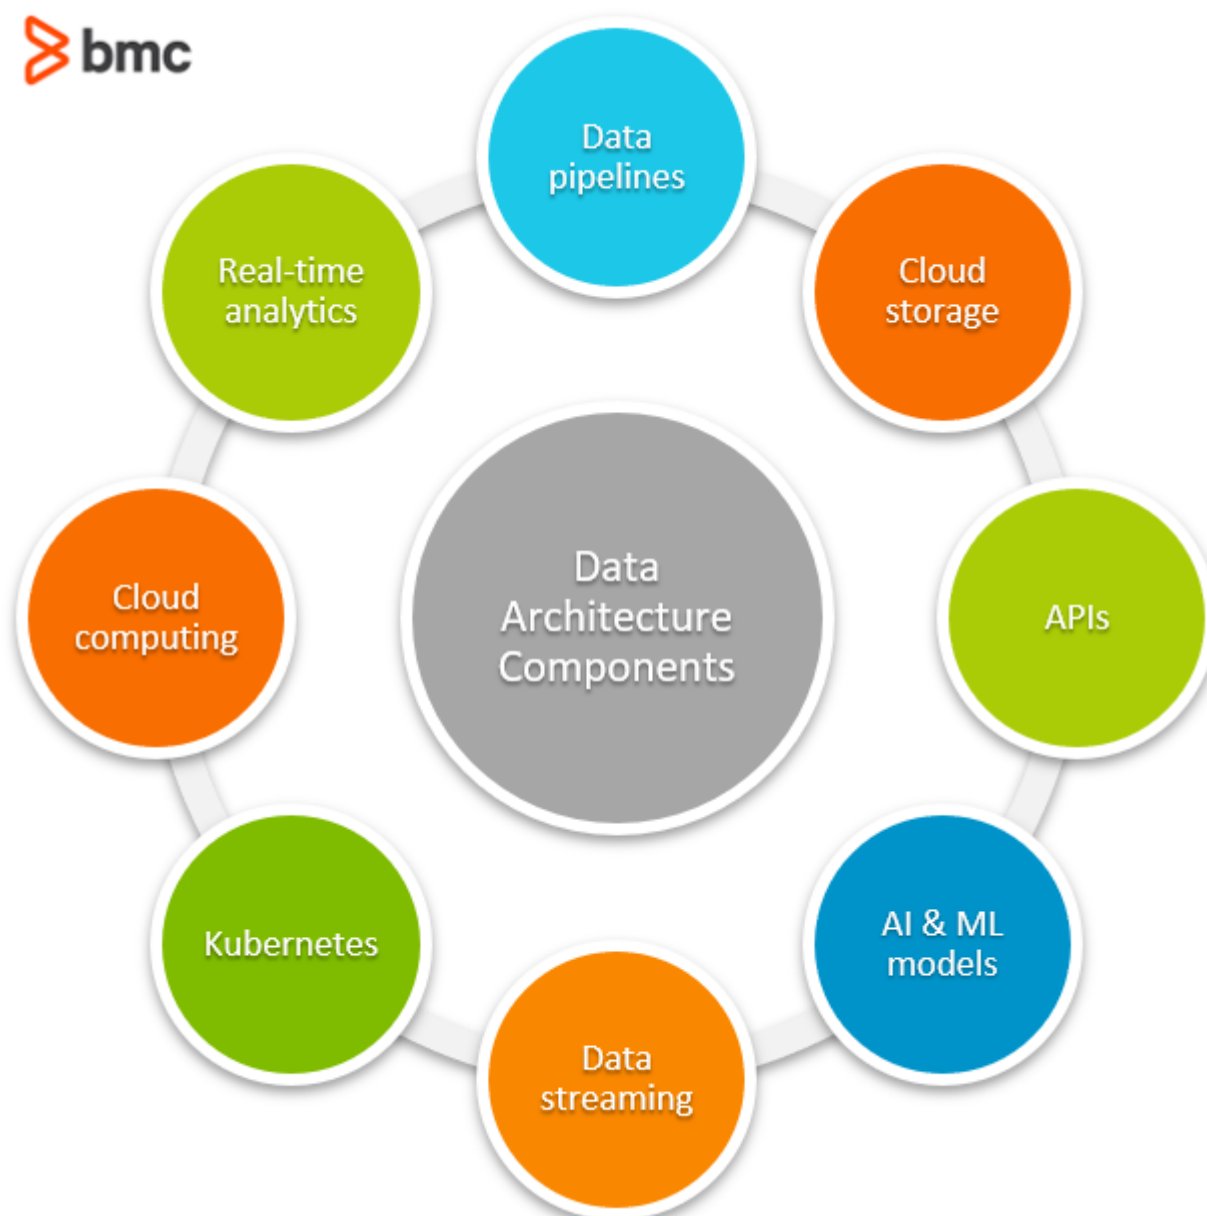 bmc
Data
pipelines
Cloud
storage
APIs
AI & ML
models
Data
streaming
Kubernetes
Cloud
computing
Real-time
analytics
Data
Architecture
Components